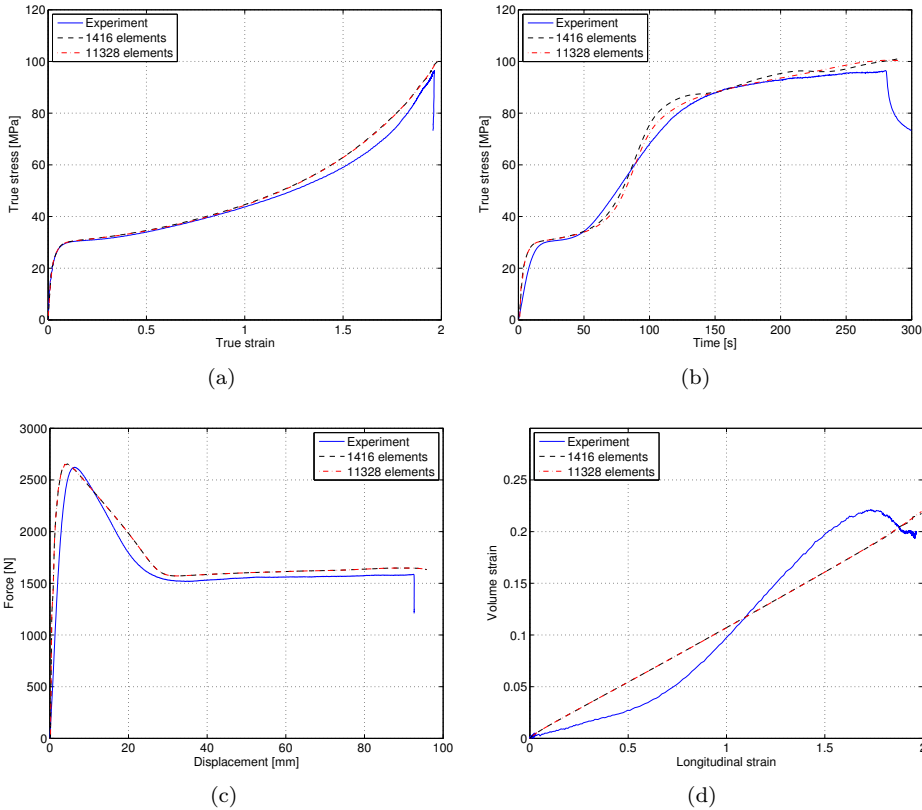 120
100
80
60
40
20
0
True stress [MPa]
Experiment
1416 elements
11328 elements
0 0.5 1 1.5 2
True strain
(a)
120
100
80
60
40
20
0
True stress [MPa]
Experiment
1416 elements
11328 elements
0 50 100 150 200 250 300
Time [s]
(b)
3000
2500
2000
1500
1000
500
0
Force [N]
Experiment
1416 elements
11328 elements
0 20 40 60 80 100
Displacement [mm]
(c)
0.25
0.2
0.15
0.1
0.05
0
Volume strain
Experiment
1416 elements
11328 elements
0 0.5 1 1.5 2
Longitudinal strain
(d)